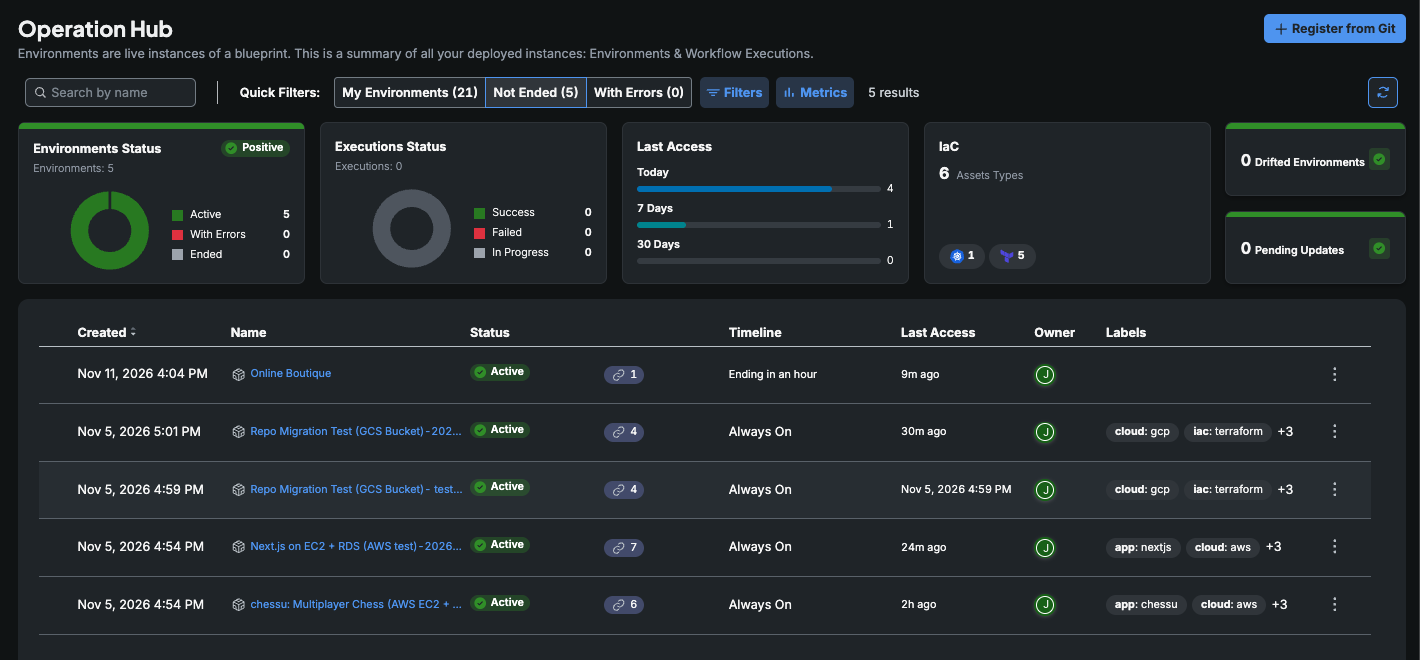 Operation Hub
Register from Git
Environments are live instances of a blueprint. This is a summary of all your deployed instances: Environments & Workflow Executions.
Search by name
Quick Filters:
My Environments (21)
Not Ended (5)
With Errors (0)
Filters
Metrics
5 results
Environments Status
Positive
Environments: 5
Active 5
With Errors 0
Ended 0
Executions Status
Executions: 0
Success 0
Failed 0
In Progress 0
Last Access
Today
4
7 Days
1
30 Days
0
IaC
6 Assets Types
1
5
0 Drifted Environments
0 Pending Updates
Created Name Status Timeline Last Access Owner Labels
Nov 11, 2026 4:04 PM Online Boutique Active 1 Ending in an hour 9m ago J
Nov 5, 2026 5:01 PM Repo Migration Test (GCS Bucket)-202... Active 4 Always On 30m ago J cloud: gcp iac: terraform +3
Nov 5, 2026 4:59 PM Repo Migration Test (GCS Bucket)- test... Active 4 Always On Nov 5, 2026 4:59 PM J cloud: gcp iac: terraform +3
Nov 5, 2026 4:54 PM Next.js on EC2 + RDS (AWS test)-2026... Active 7 Always On 24m ago J app: nextjs cloud: aws +3
Nov 5, 2026 4:54 PM chessu: Multiplayer Chess (AWS EC2 + ... Active 6 Always On 2h ago J app: chessu cloud: aws +3